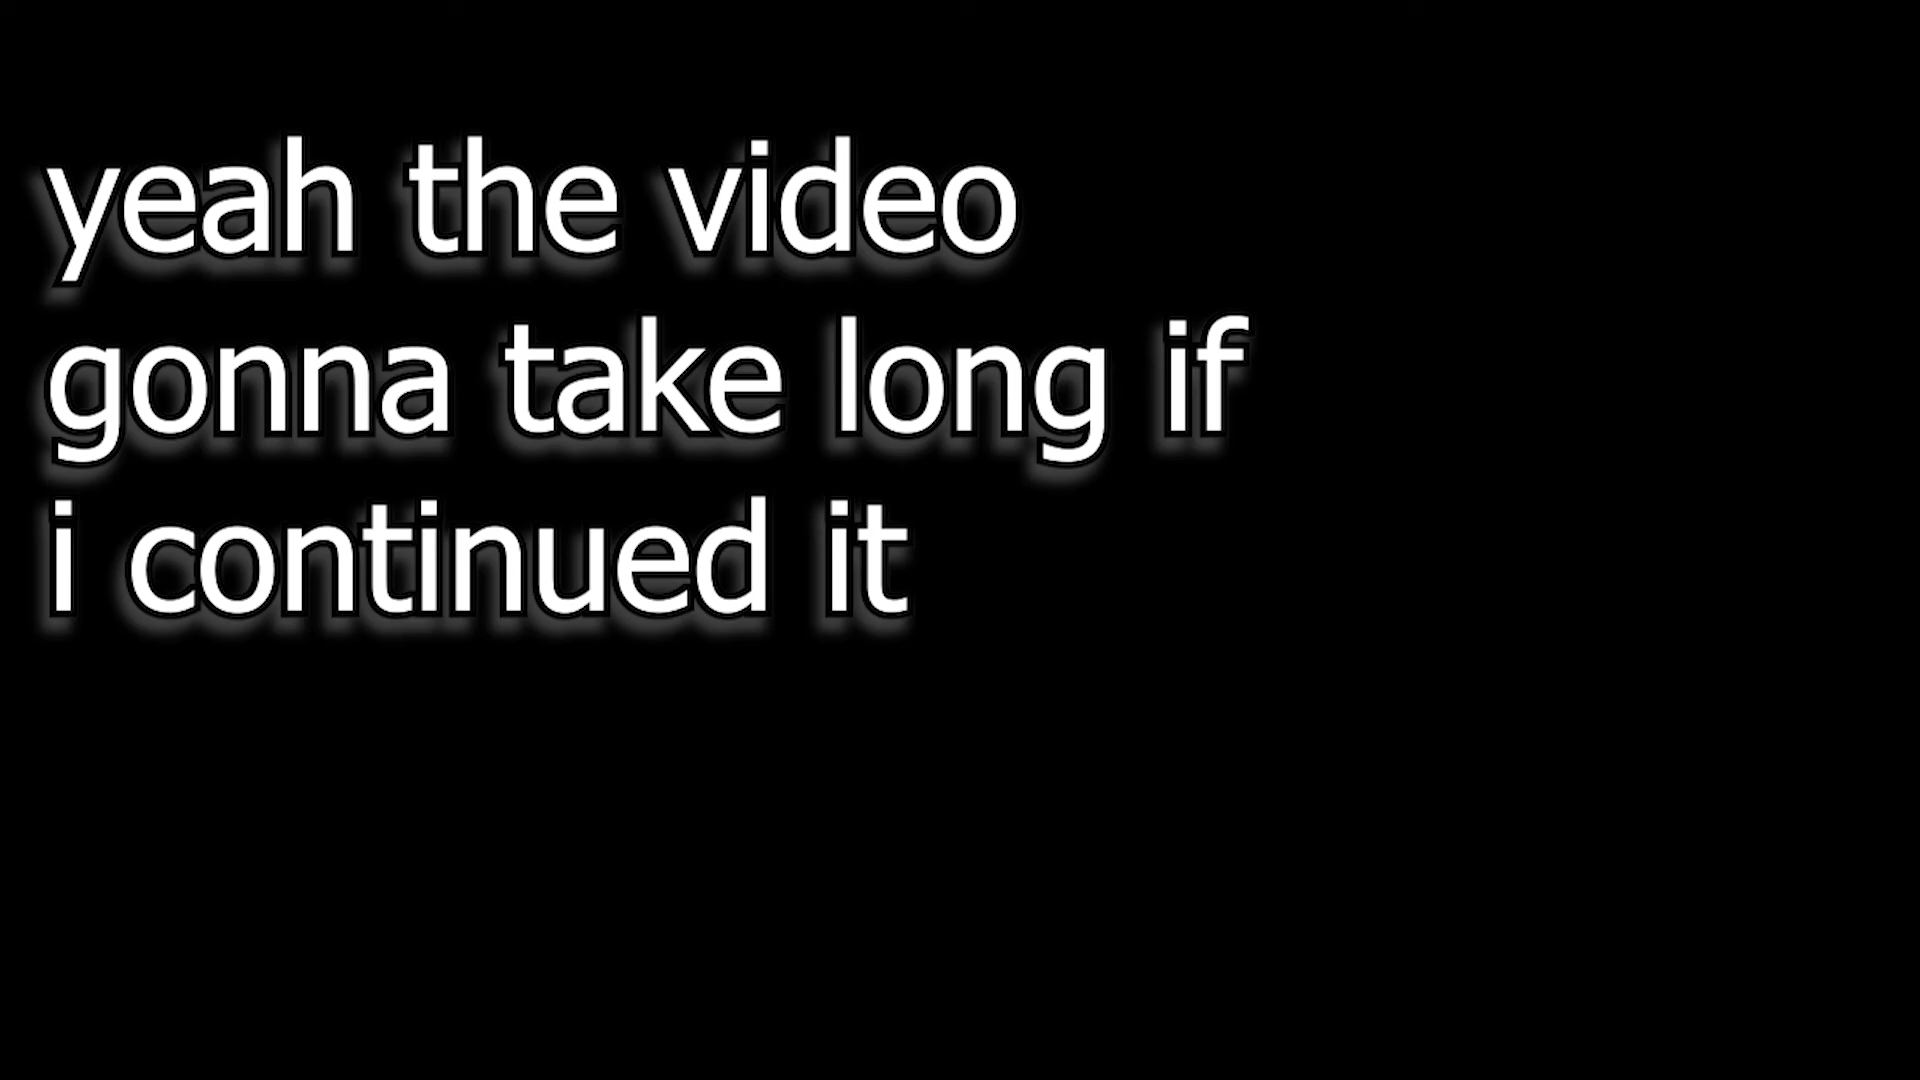 yeah the video
gonna take long if
i continued it